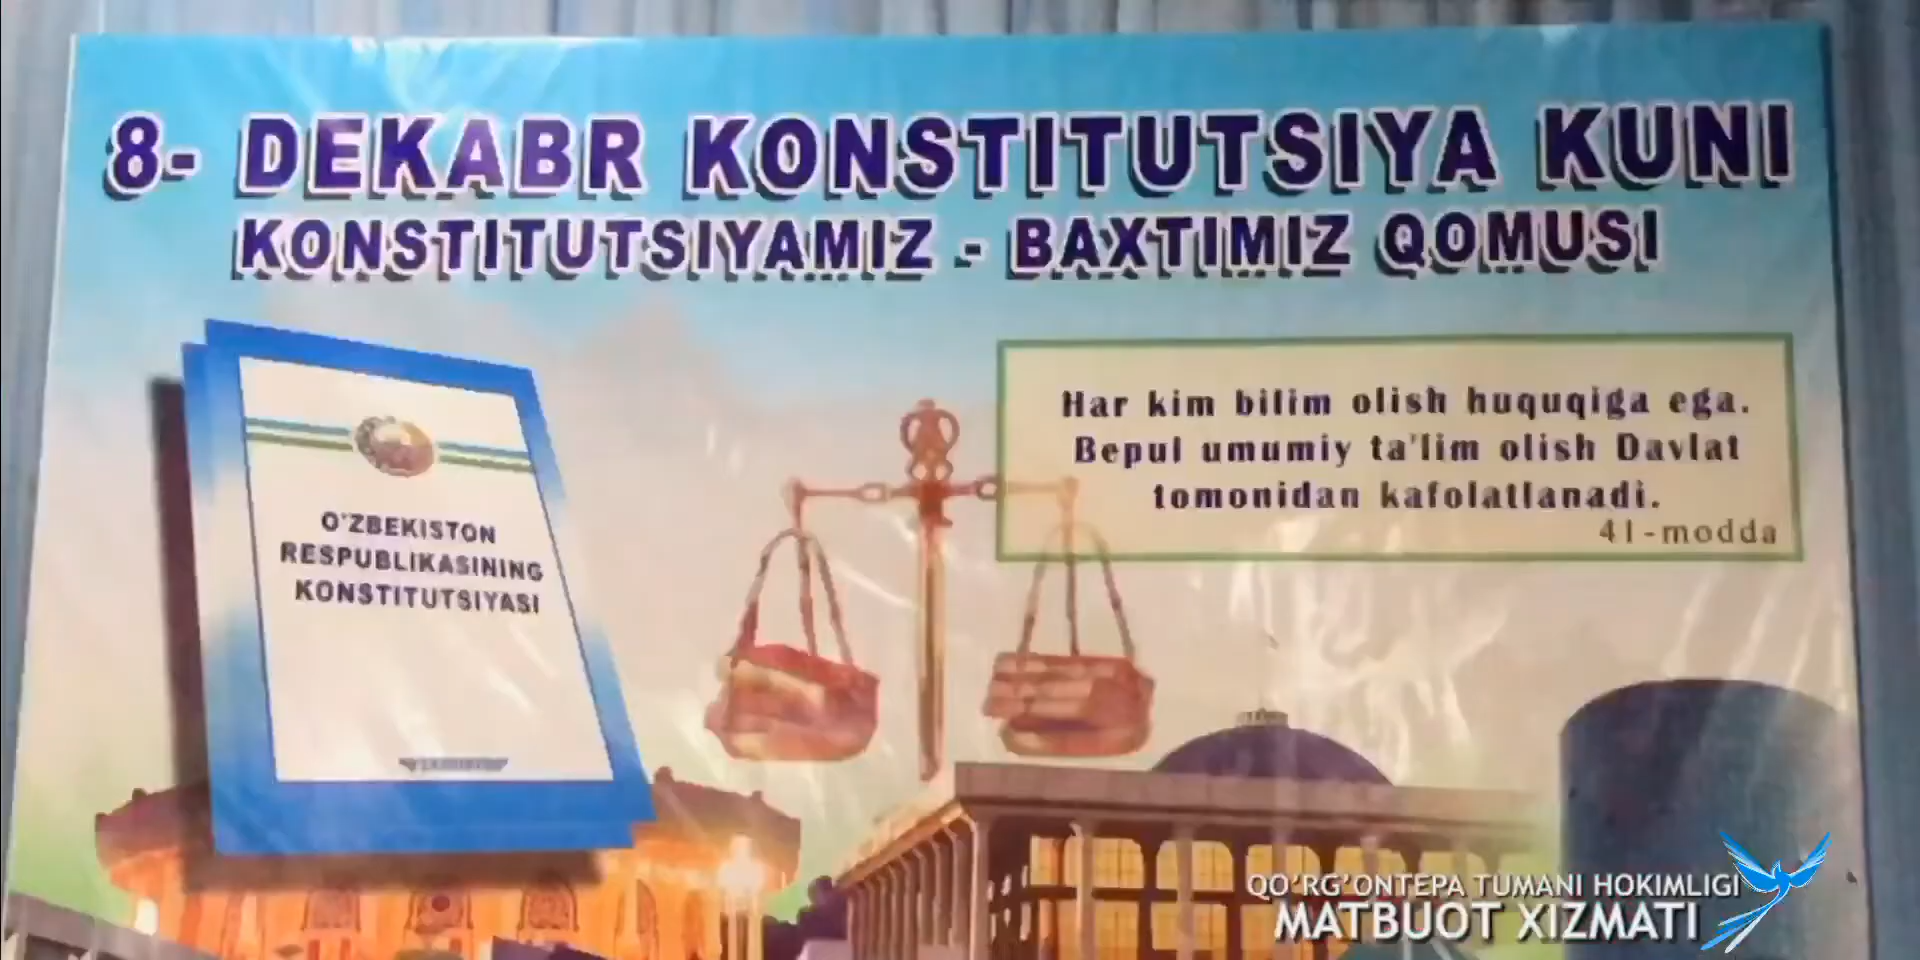 8- DEKABR KONSTITUTSIYA KUNI
KONSTITUTSIYAMIZ - BAXTIMIZ QOMUSI
O'ZBEKISTON
RESPUBLIKASINING
KONSTITUTSIYASI
Har kim bilim olish huquqiga ega.
Bepul umumiy ta'lim olish Davlat
tomonidan kafolatlanadi.
41-modda
QO'RG'ONTEPA TUMANI HOKIMLIGI
MATBUOT XIZMATI